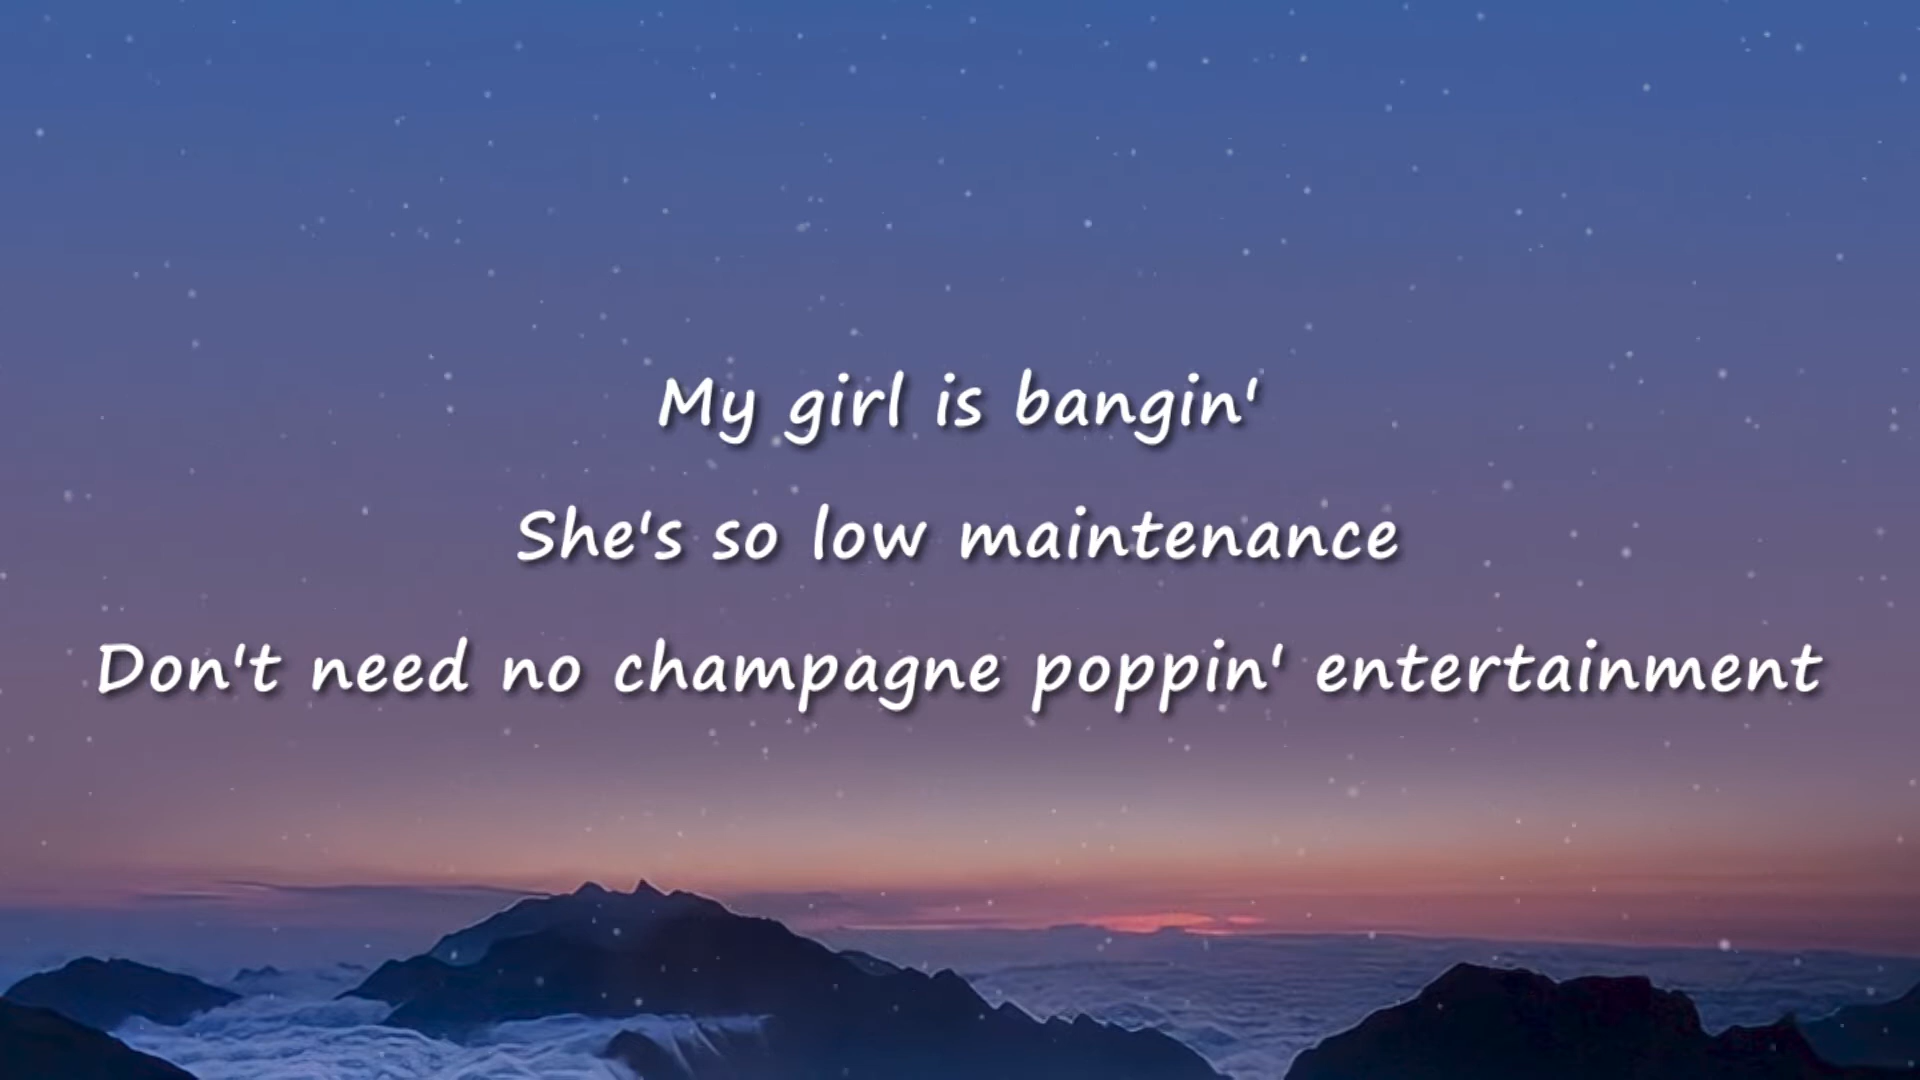 My girl is bangin'
She's so low maintenance
Don't need no champagne poppin' entertainment